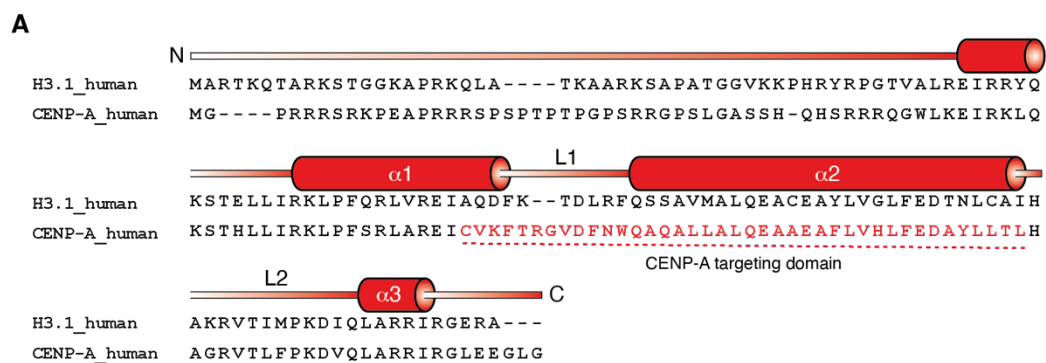 A
N
H3.1_human MARTKQTARKSTGGKAPRKQLA----TKAARKSAPATGGVKKPHRYRPGTVALREIRRYQ
CENP-A_human MG----PRRRSRKPEAPRRRSPSPTPTPGPSRRGPSLGASSH-QHSRRRQGWLKEIRKLQ
α1 L1 α2
H3.1_human KSTELLIRKLPFQRLVREIAQDFK--TDLRFQSSAVMALQEACEAYLVGLFEDTNLCAIH
CENP-A_human KSTHLLIRKLPFSRLAREICVKFTRGVDFNWQAQALLALQEAAEAFLVHLFEDAYLLTLH
CENP-A targeting domain
L2 α3 C
H3.1_human AKRVTIMPKDIQLARRIRGERA---
CENP-A_human AGRVTLFPKDVQLARRIRGLEEGLG